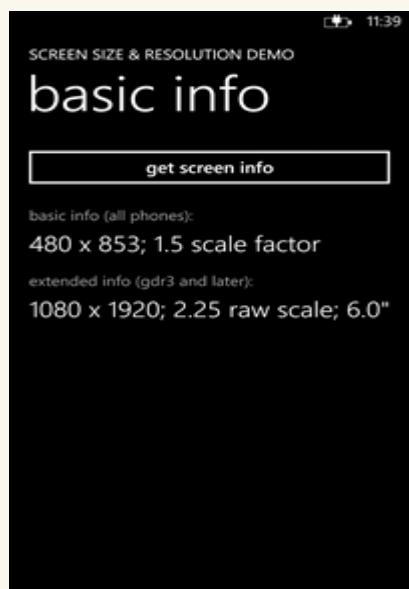 11:39
SCREEN SIZE & RESOLUTION DEMO
basic info
get screen info
basic info (all phones):
480 x 853; 1.5 scale factor
extended info (gdr3 and later):
1080 x 1920; 2.25 raw scale; 6.0"